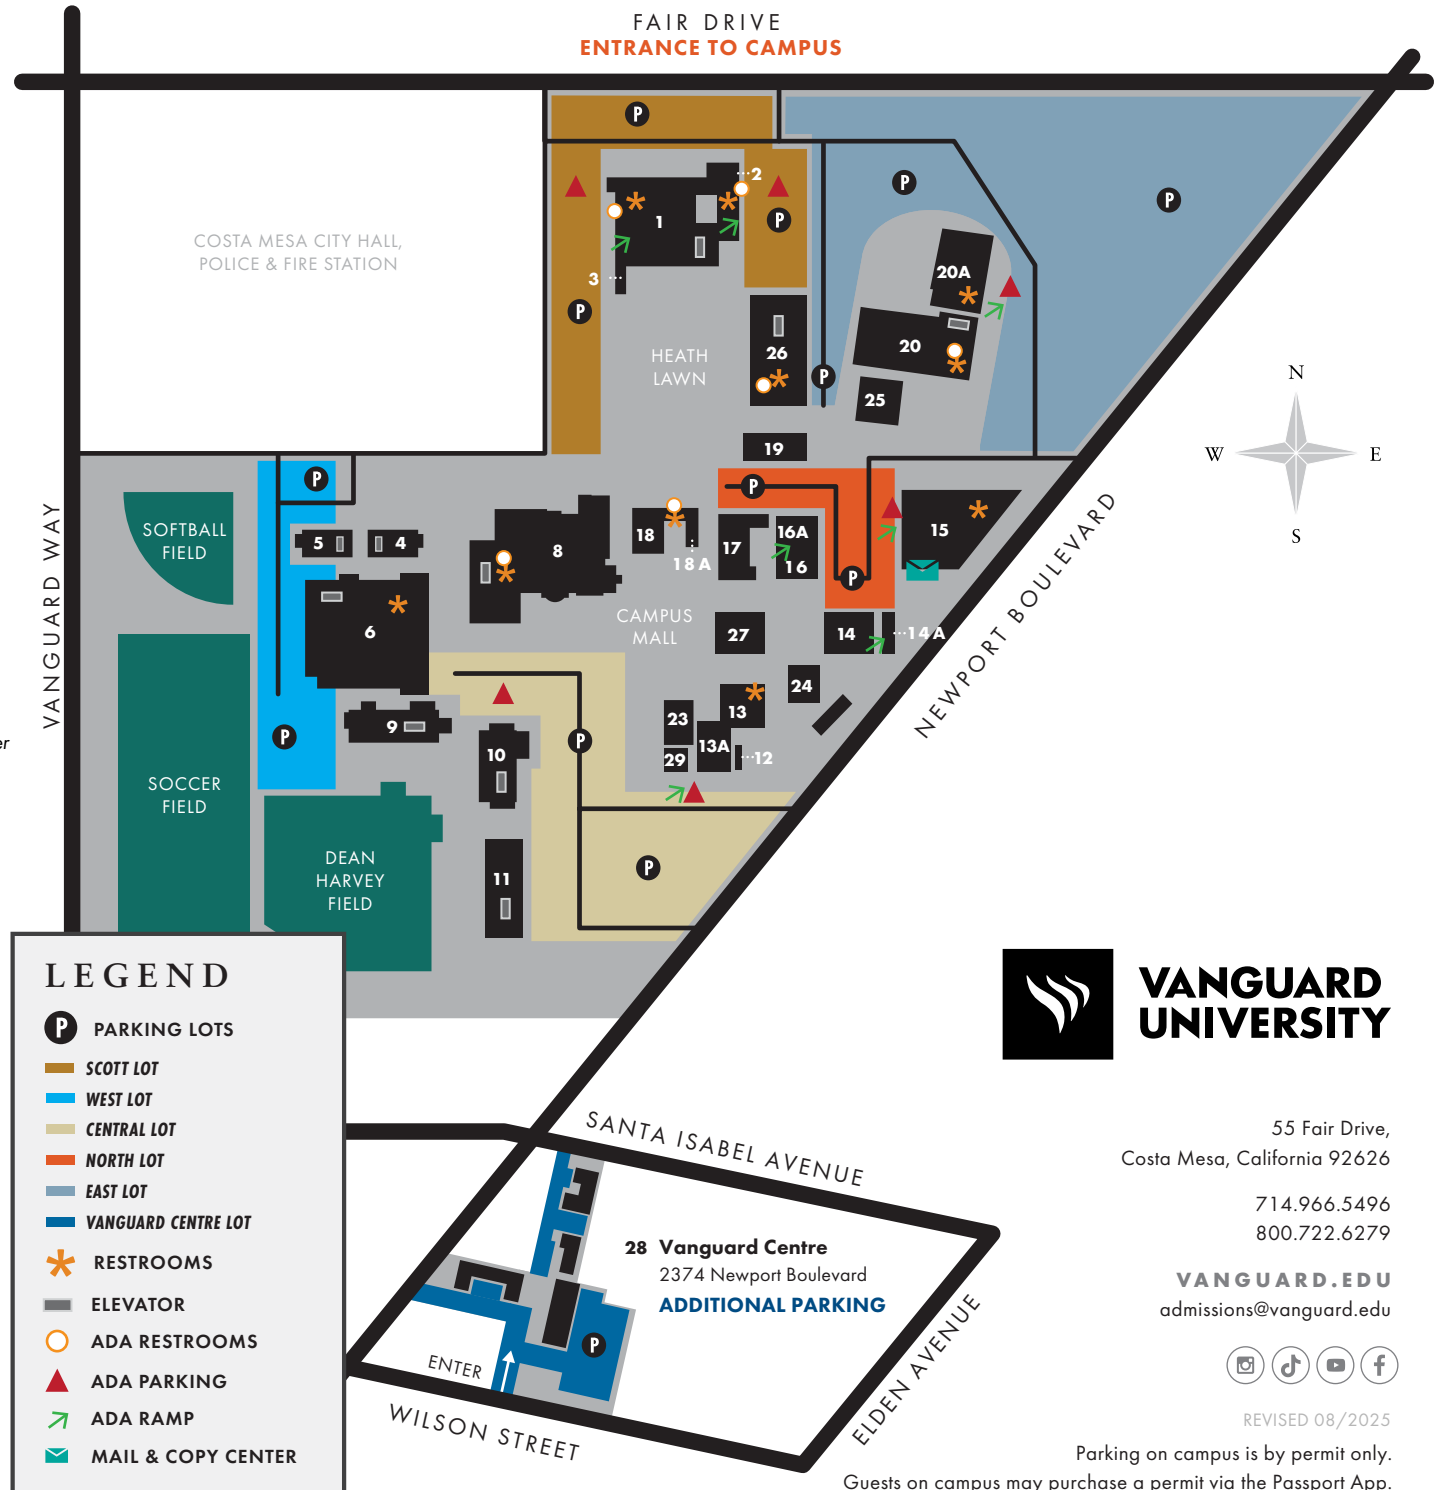 FAIR DRIVE
ENTRANCE TO CAMPUS
P
2
P
COSTA MESA CITY HALL,
POLICE & FIRE STATION
1
P
P
3
P
20A
HEATH
LAWN
26
20
P
25
19
N
W E
S
VANGUARD WAY
NEWPORT BOULEVARD
P
P
SOFTBALL
FIELD
5
4
8
18
18A
17
16A
16
15
P
6
CAMPUS
MALL
27
14
14A
24
23
13
13A
29
12
9
10
P
P
er
SOCCER
FIELD
DEAN
HARVEY
FIELD
11
P
LEGEND
P PARKING LOTS
SCOTT LOT
WEST LOT
CENTRAL LOT
NORTH LOT
EAST LOT
VANGUARD CENTRE LOT
RESTROOMS
ELEVATOR
ADA RESTROOMS
ADA PARKING
ADA RAMP
MAIL & COPY CENTER
SANTA ISABEL AVENUE
28 Vanguard Centre
2374 Newport Boulevard
ADDITIONAL PARKING
P
ENTER
WILSON STREET
ELDEN AVENUE
VANGUARD
UNIVERSITY
55 Fair Drive,
Costa Mesa, California 92626
714.966.5496
800.722.6279
VANGUARD.EDU
admissions@vanguard.edu
REVISED 08/2025
Parking on campus is by permit only.
Guests on campus may purchase a permit via the Passport App.